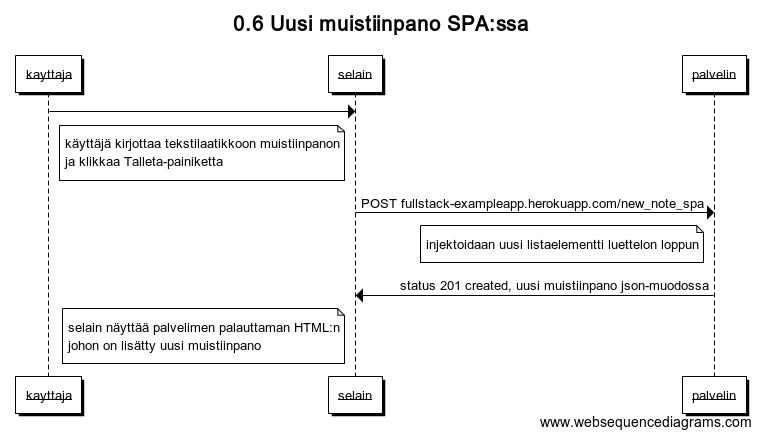 0.6 Uusi muistiinpano SPA:ssa
kayttaja
selain
palvelin
käyttäjä kirjottaa tekstilaatikkoon muistiinpanon
ja klikkaa Talleta-painiketta
POST fullstack-exampleapp.herokuapp.com/new_note_spa
injektoidaan uusi listaelementti luettelon loppun
status 201 created, uusi muistiinpano json-muodossa
selain näyttää palvelimen palauttaman HTML:n
johon on lisätty uusi muistiinpano
kayttaja
selain
palvelin
www.websequencediagrams.com